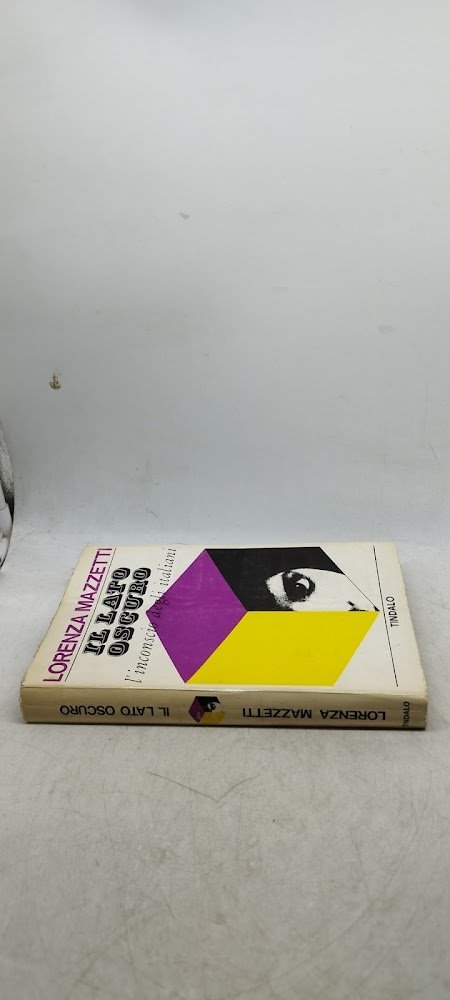 LORENZA MAZZETTI
IL LATO
OSCURO
l'inconscio degli italiani
TINDALO
IL LATO OSCURO
LORENZA MAZZETTI
TINDALO